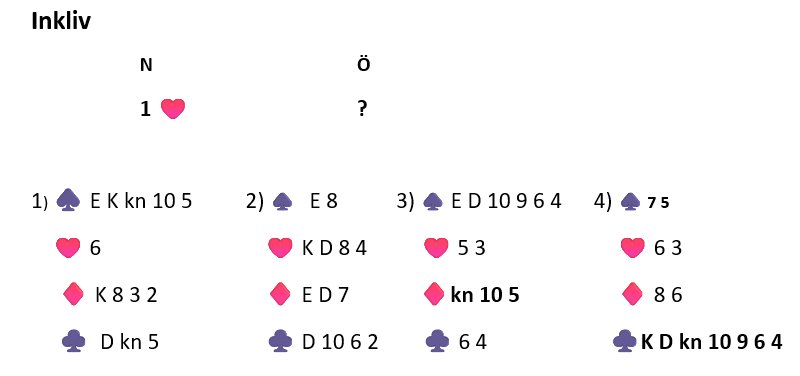 Inkliv
N Ö
1 ♥ ?
1) ♠ E K kn 10 5 2) ♠ E 8 3) ♠ E D 10 9 6 4 4) ♠ 7 5
♥ 6 ♥ K D 8 4 ♥ 5 3 ♥ 6 3
♦ K 8 3 2 ♦ E D 7 ♦ kn 10 5 ♦ 8 6
♣ D kn 5 ♣ D 10 6 2 ♣ 6 4 ♣ K D kn 10 9 6 4